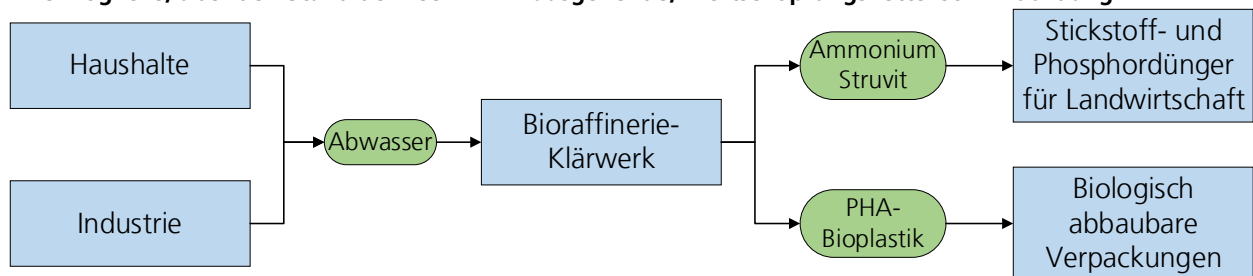 Haushalte
Industrie
Abwasser
Bioraffinerie-
Klärwerk
Ammonium
Struvit
PHA-
Bioplastik
Stickstoff- und
Phosphordünger
für Landwirtschaft
Biologisch
abbaubare
Verpackungen